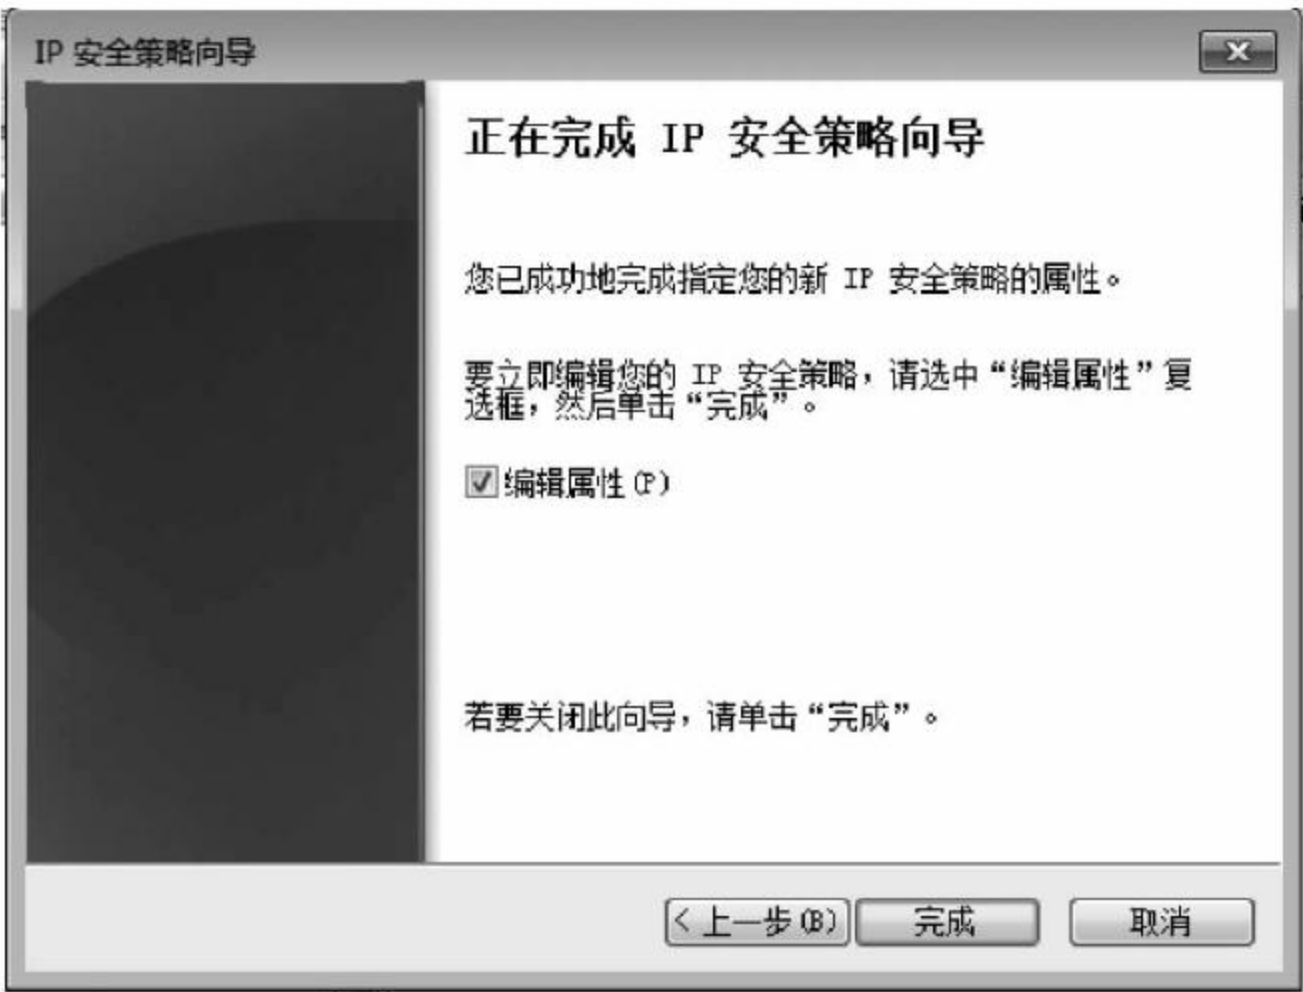 IP 安全策略向导
正在完成 IP 安全策略向导
您已成功地完成指定您的新 IP 安全策略的属性。
要立即编辑您的 IP 安全策略，请选中“编辑属性”复
选框，然后单击“完成”。
编辑属性(P)
若要关闭此向导，请单击“完成”。
< 上一步(B)
完成
取消